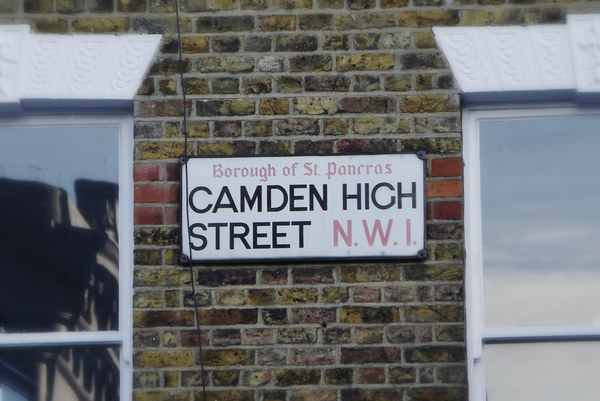 Borough of St. Pancras
CAMDEN HIGH
STREET N.W.1.